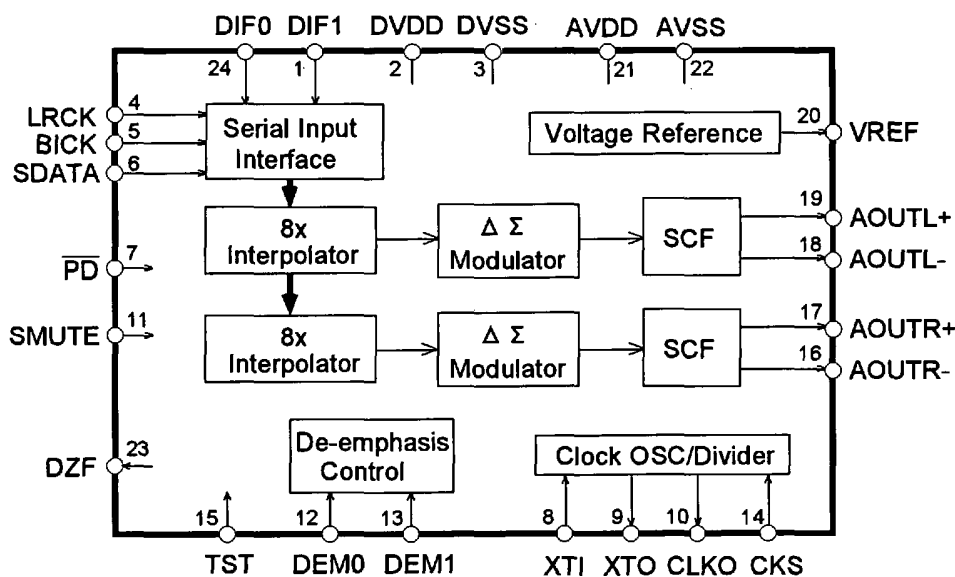 DIF0 DIF1 DVDD DVSS AVDD AVSS
24 1 2 3 21 22
LRCK 4
BICK 5
SDATA 6
Serial Input
Interface
Voltage Reference
20 VREF
8x
Interpolator
Δ Σ
Modulator
SCF
19 AOUTL+
18 AOUTL-
PD 7
SMUTE 11
8x
Interpolator
Δ Σ
Modulator
SCF
17 AOUTR+
16 AOUTR-
DZF 23
De-emphasis
Control
Clock OSC/Divider
15 12 13 8 9 10 14
TST DEM0 DEM1 XTI XTO CLKO CKS